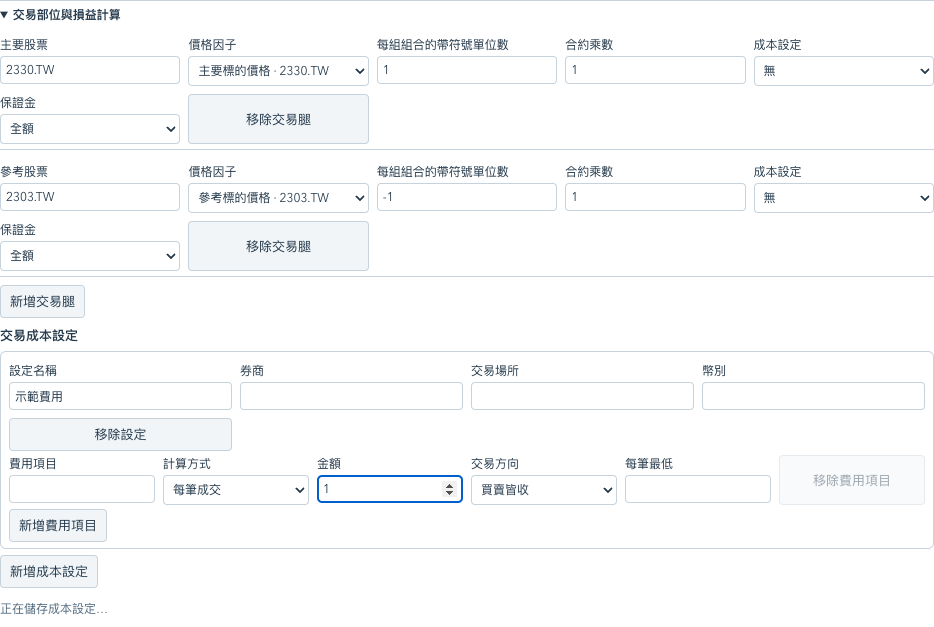 ▼ 交易部位與損益計算
主要股票 價格因子 每組組合的帶符號單位數 合約乘數 成本設定
2330.TW 主要標的價格 · 2330.TW 1 1 無
保證金
全額 移除交易腿
參考股票 價格因子 每組組合的帶符號單位數 合約乘數 成本設定
2303.TW 參考標的價格 · 2303.TW -1 1 無
保證金
全額 移除交易腿
新增交易腿
交易成本設定
設定名稱 券商 交易場所 幣別
示範費用
移除設定
費用項目 計算方式 金額 交易方向 每筆最低
每筆成交 1 買賣皆收 移除費用項目
新增費用項目
新增成本設定
正在儲存成本設定…